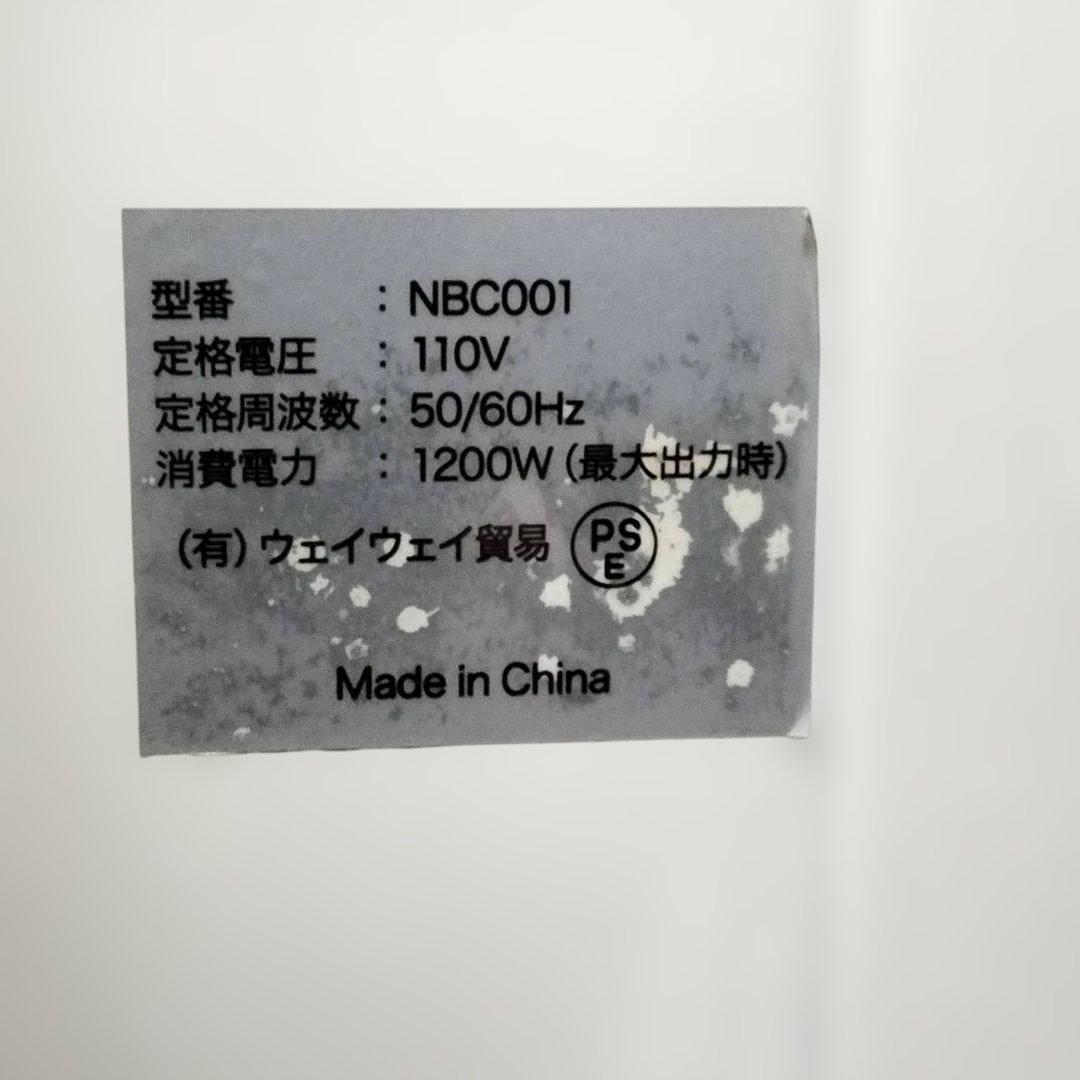 型番 : NBC001
定格電圧 : 110V
定格周波数 : 50/60Hz
消費電力 : 1200W (最大出力時)
(有) ウェイウェイ貿易 PSE
Made in China